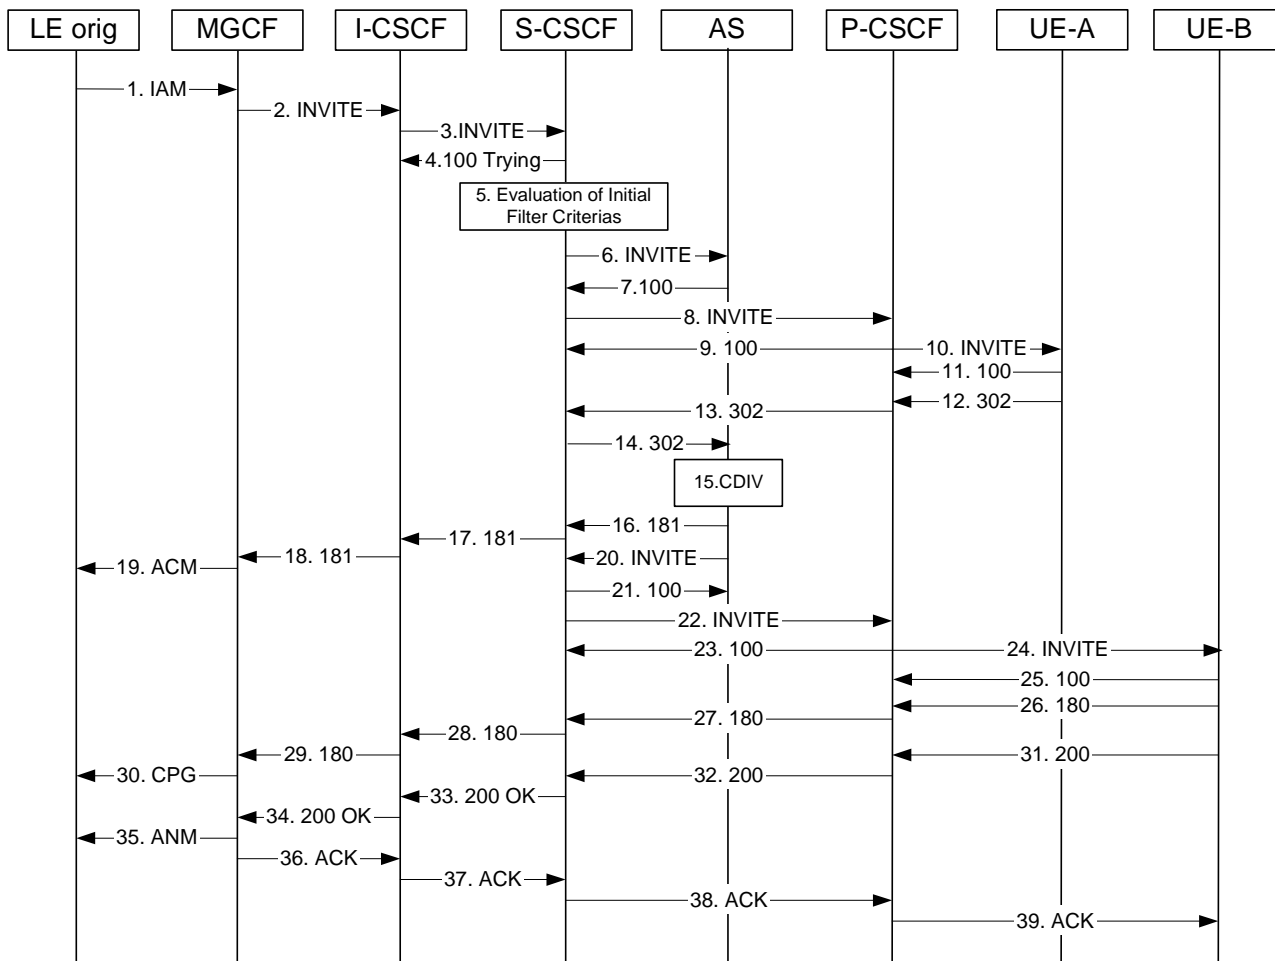 LE orig
MGCF
I-CSCF
S-CSCF
AS
P-CSCF
UE-A
UE-B
1. IAM
2. INVITE
3.INVITE
4.100 Trying
5. Evaluation of Initial
Filter Criterias
6. INVITE
7.100
8. INVITE
9. 100
10. INVITE
11. 100
12. 302
13. 302
14. 302
15.CDIV
16. 181
17. 181
18. 181
19. ACM
20. INVITE
21. 100
22. INVITE
23. 100
24. INVITE
25. 100
26. 180
27. 180
28. 180
29. 180
30. CPG
31. 200
32. 200
33. 200 OK
34. 200 OK
35. ANM
36. ACK
37. ACK
38. ACK
39. ACK